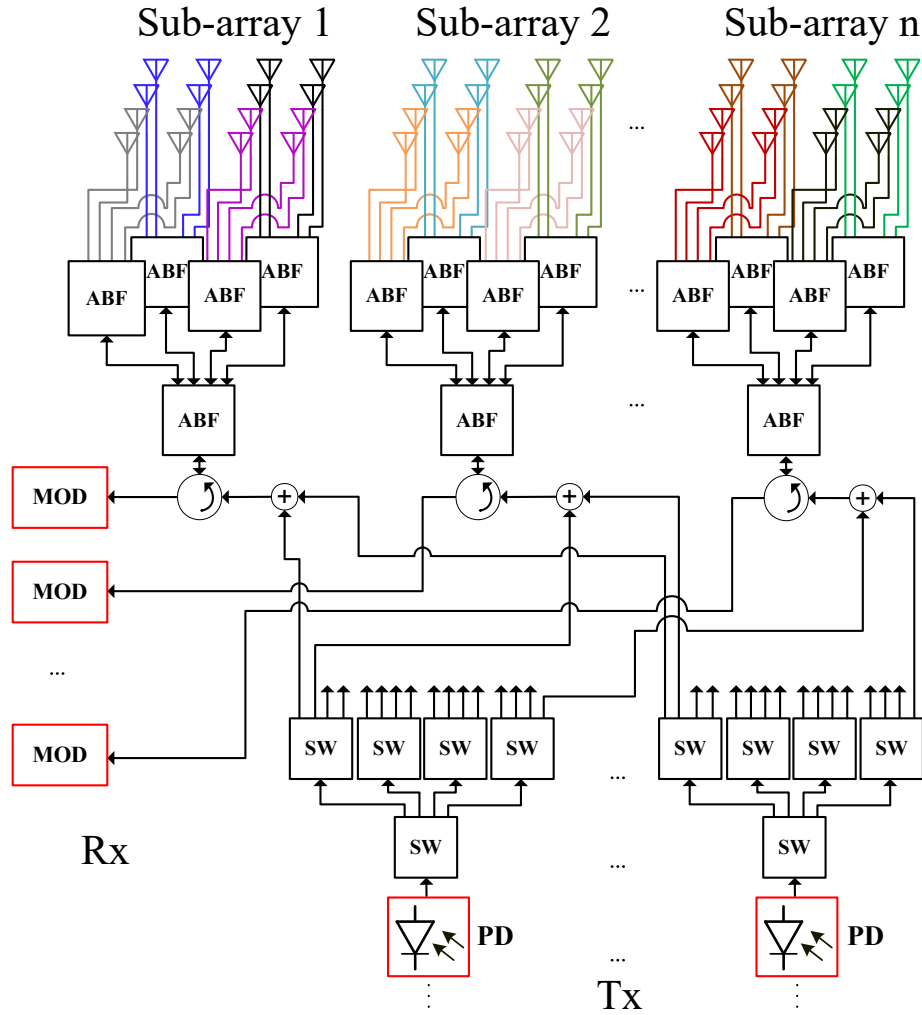 Sub-array 1 Sub-array 2 Sub-array n
...
ABF ABF ABF ABF ABF ABF
ABF ABF ABF ABF ABF ABF
...
ABF ABF ABF
...
MOD + + +
MOD
...
MOD
SW SW SW SW ... SW SW SW SW
Rx
SW ... SW
PD PD
...
Tx